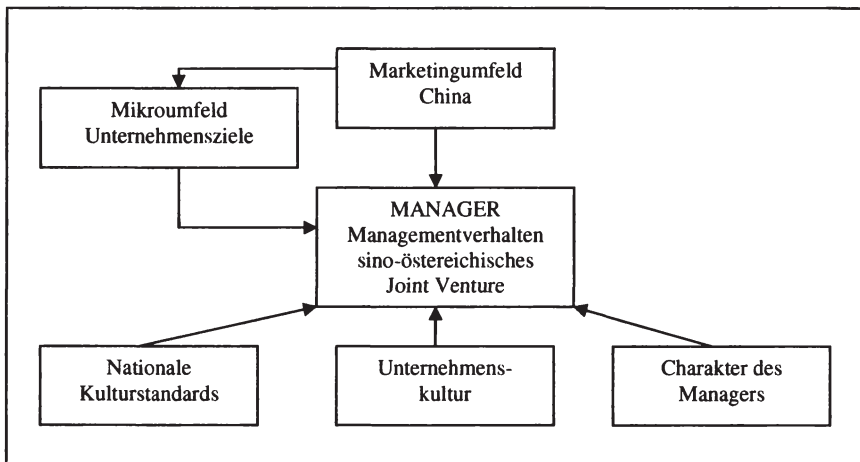 Marketingumfeld
China
Mikroumfeld
Unternehmensziele
MANAGER
Managementverhalten
sino-östereichisches
Joint Venture
Nationale
Kulturstandards
Unternehmens-
kultur
Charakter des
Managers